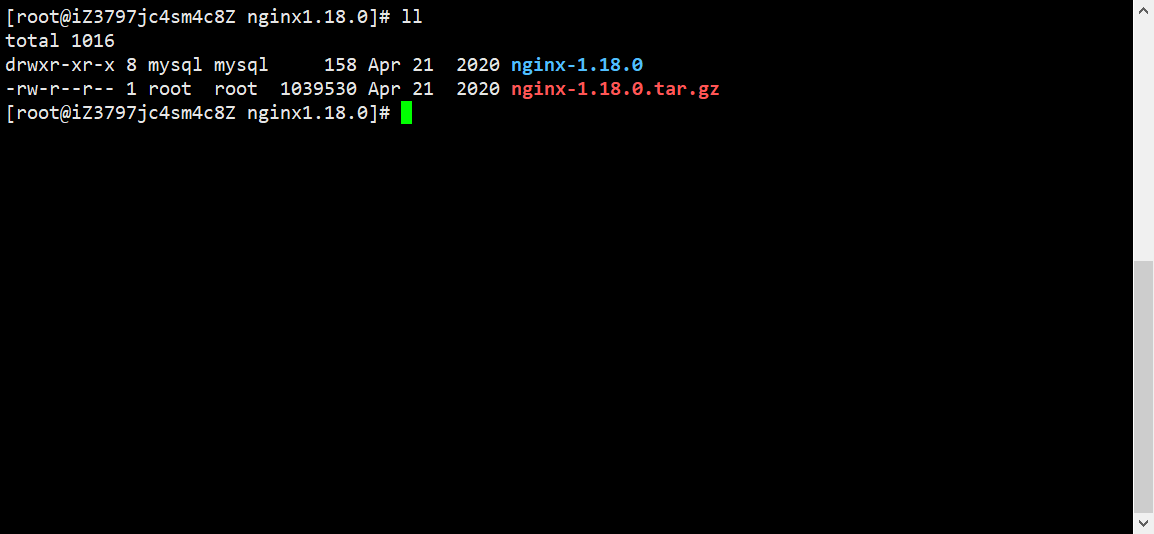 [root@iZ3797jc4sm4c8Z nginx1.18.0]# ll
total 1016
drwxr-xr-x 8 mysql mysql     158 Apr 21  2020 nginx-1.18.0
-rw-r--r-- 1 root  root  1039530 Apr 21  2020 nginx-1.18.0.tar.gz
[root@iZ3797jc4sm4c8Z nginx1.18.0]#